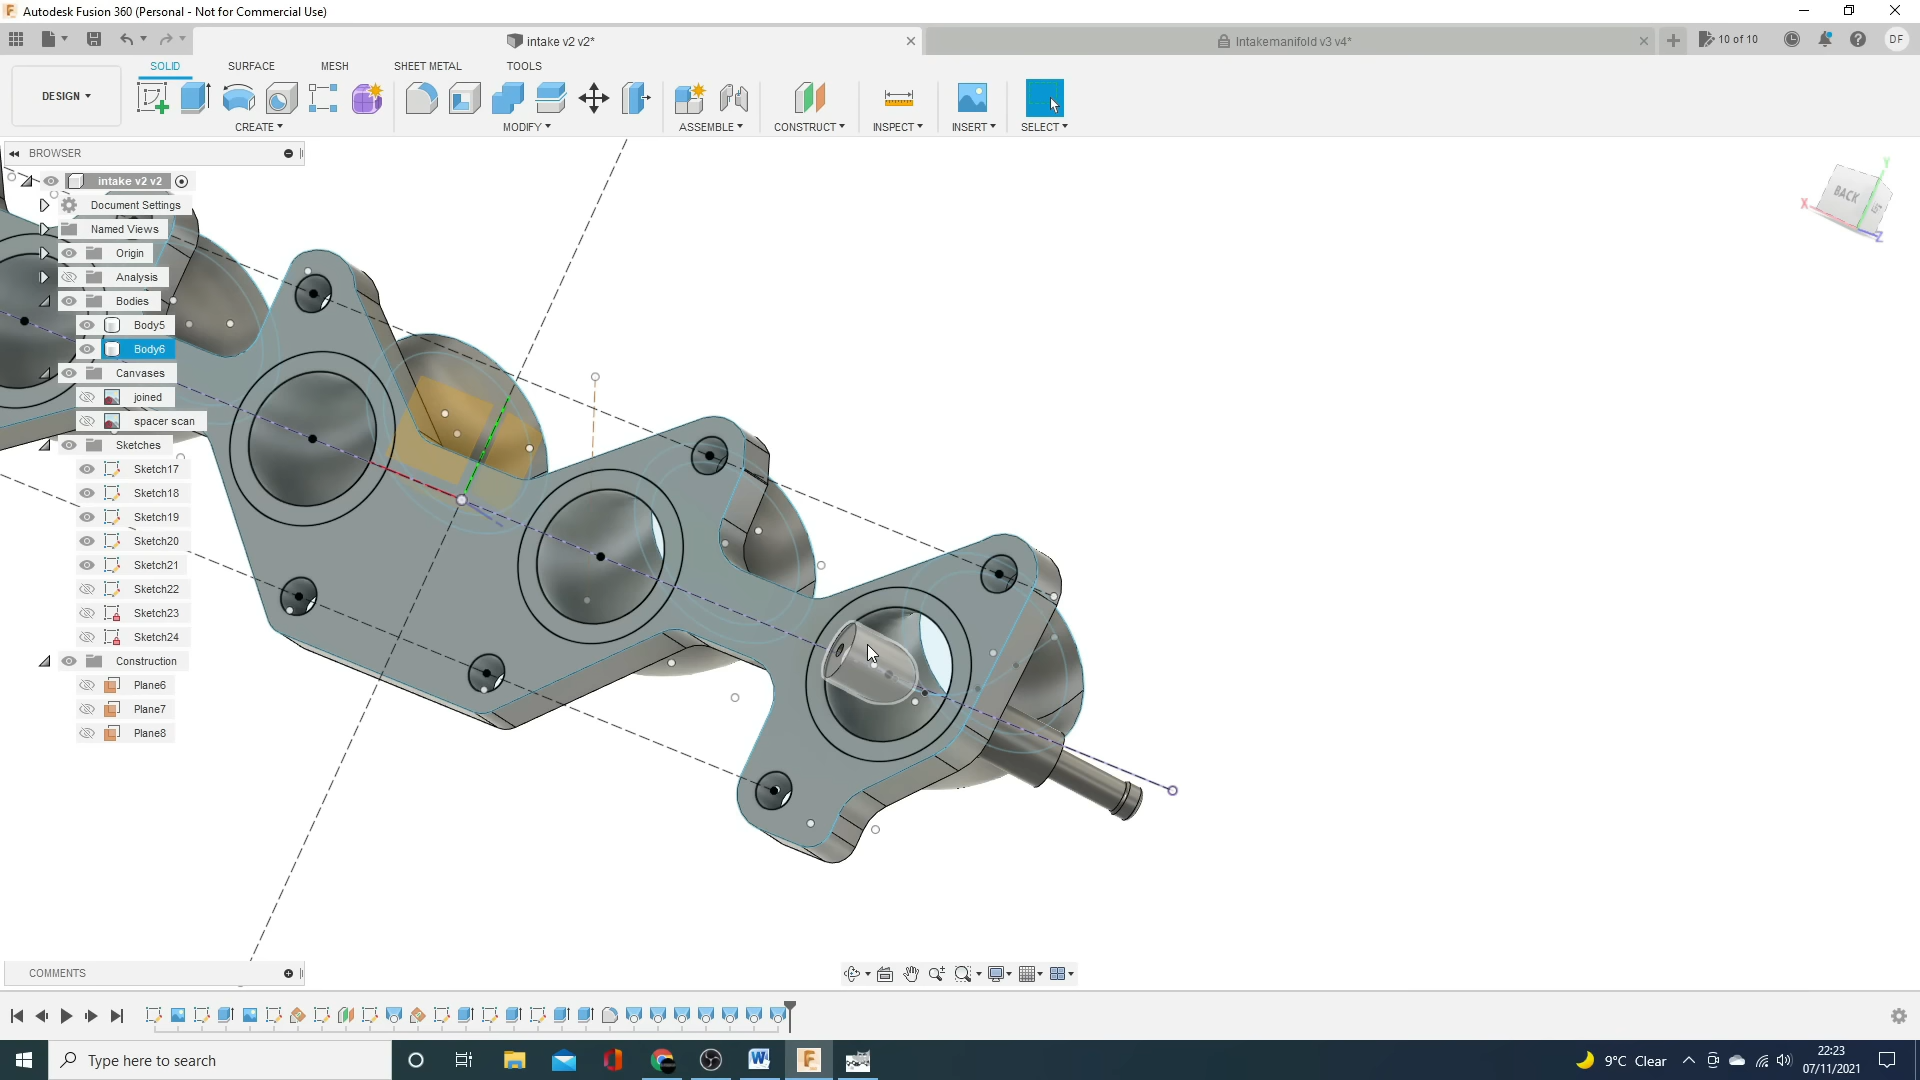 Autodesk Fusion 360 (Personal - Not for Commercial Use)
intake v2 v2*
Intakemanifold v3 v4*
10 of 10
DF
DESIGN
SOLID
SURFACE
MESH
SHEET METAL
TOOLS
CREATE
MODIFY
ASSEMBLE
CONSTRUCT
INSPECT
INSERT
SELECT
BROWSER
intake v2 v2
Document Settings
Named Views
Origin
Analysis
Bodies
Body5
Body6
Canvases
joined
spacer scan
Sketches
Sketch17
Sketch18
Sketch19
Sketch20
Sketch21
Sketch22
Sketch23
Sketch24
Construction
Plane6
Plane7
Plane8
Y
X
Z
BACK
COMMENTS
Type here to search
9°C Clear
22:23
07/11/2021